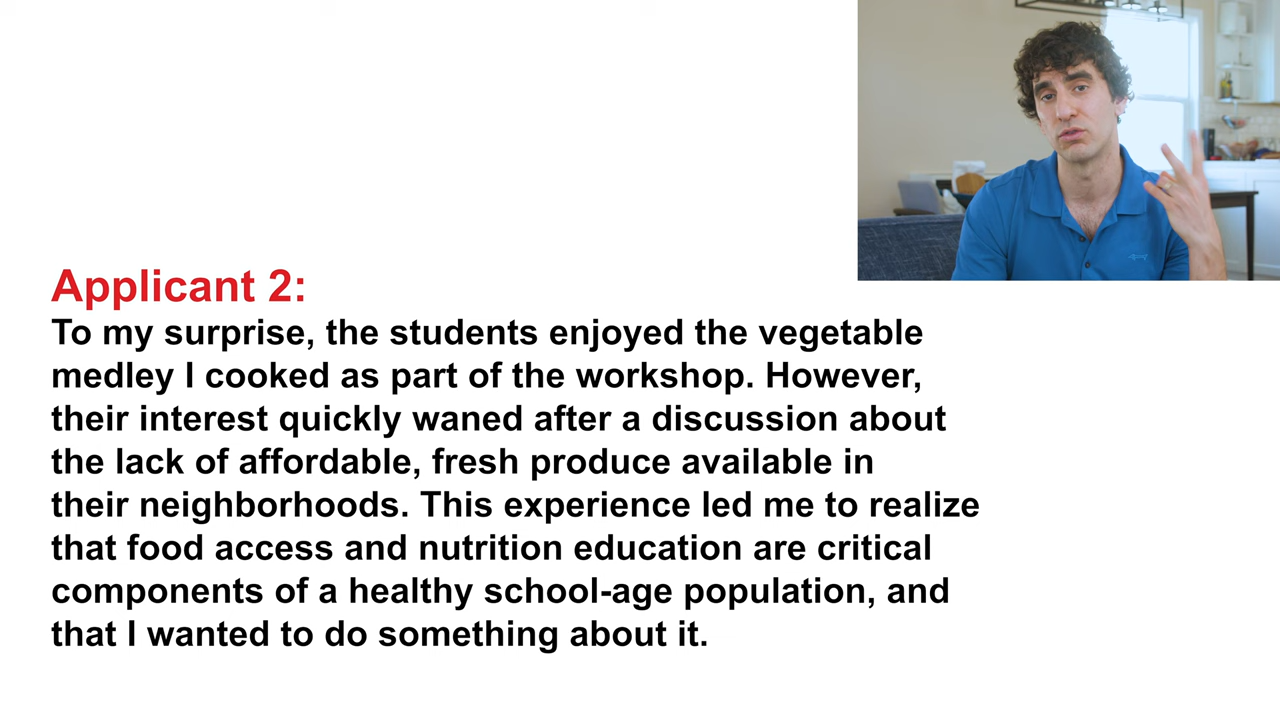 Applicant 2:
To my surprise, the students enjoyed the vegetable
medley I cooked as part of the workshop. However,
their interest quickly waned after a discussion about
the lack of affordable, fresh produce available in
their neighborhoods. This experience led me to realize
that food access and nutrition education are critical
components of a healthy school-age population, and
that I wanted to do something about it.